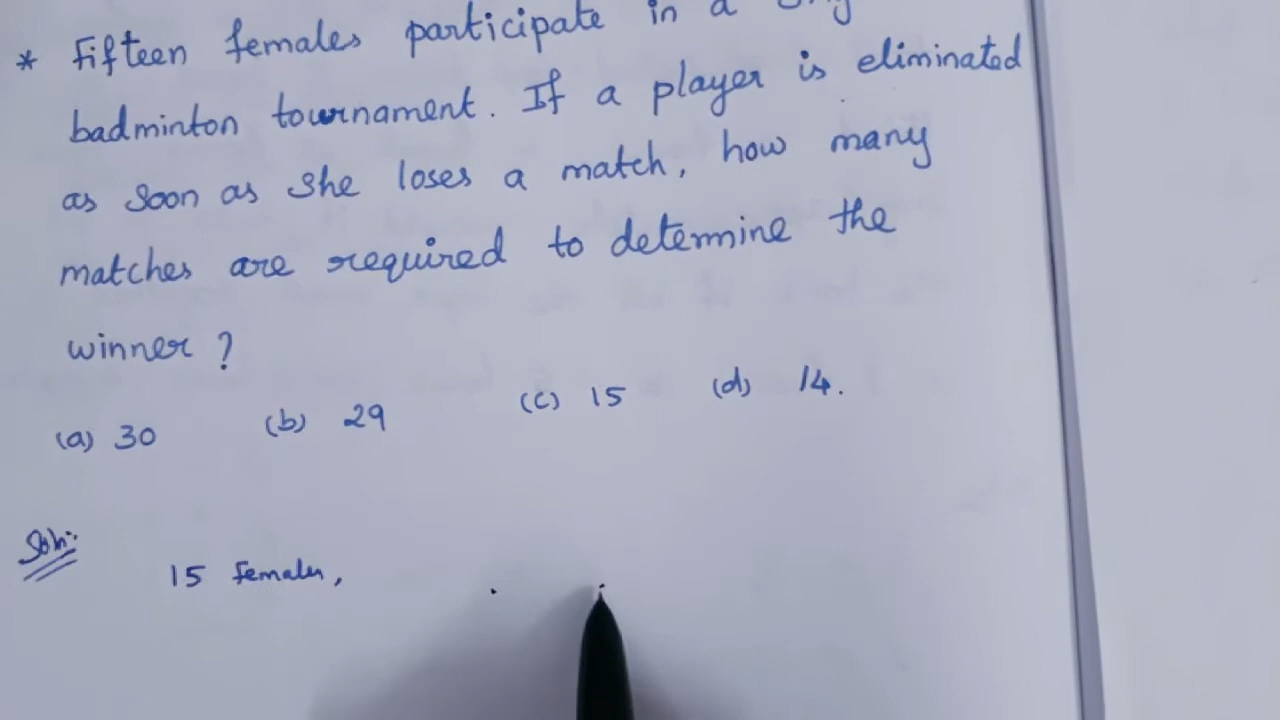 * Fifteen females participate in a
badminton tournament. If a player is eliminated
as soon as she loses a match, how many
matches are required to determine the
winner ?
(a) 30 (b) 29 (c) 15 (d) 14.
Soln:
15 females,